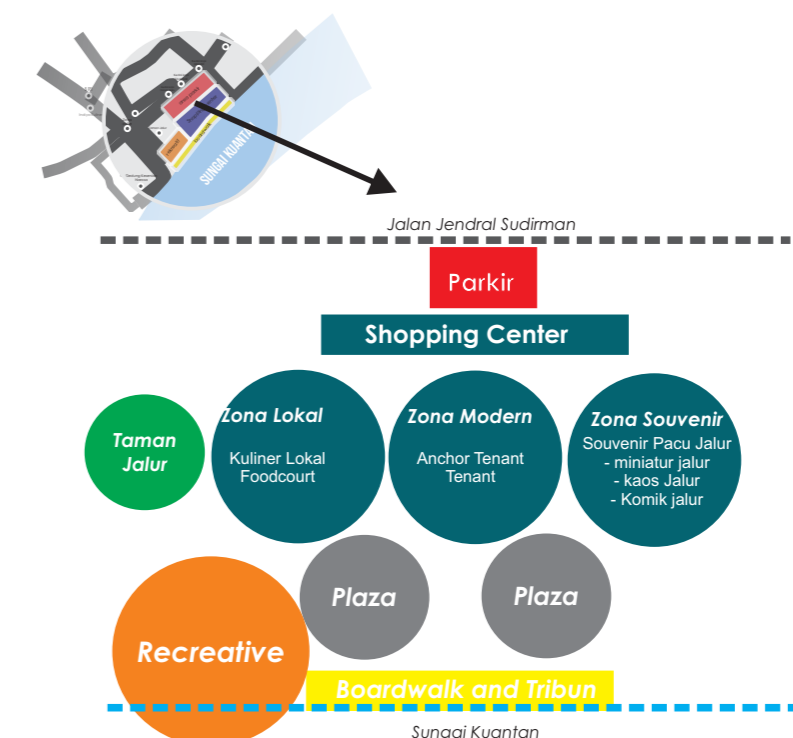 SUNGAI KUANTAN
Jalan Jendral Sudirman
Parkir
Shopping Center
Zona Lokal
Kuliner Lokal
Foodcourt
Zona Modern
Anchor Tenant
Tenant
Zona Souvenir
Souvenir Pacu Jalur
- miniatur jalur
- kaos Jalur
- Komik jalur
Taman
Jalur
Plaza
Plaza
Recreative
Boardwalk and Tribun
Sungai Kuantan